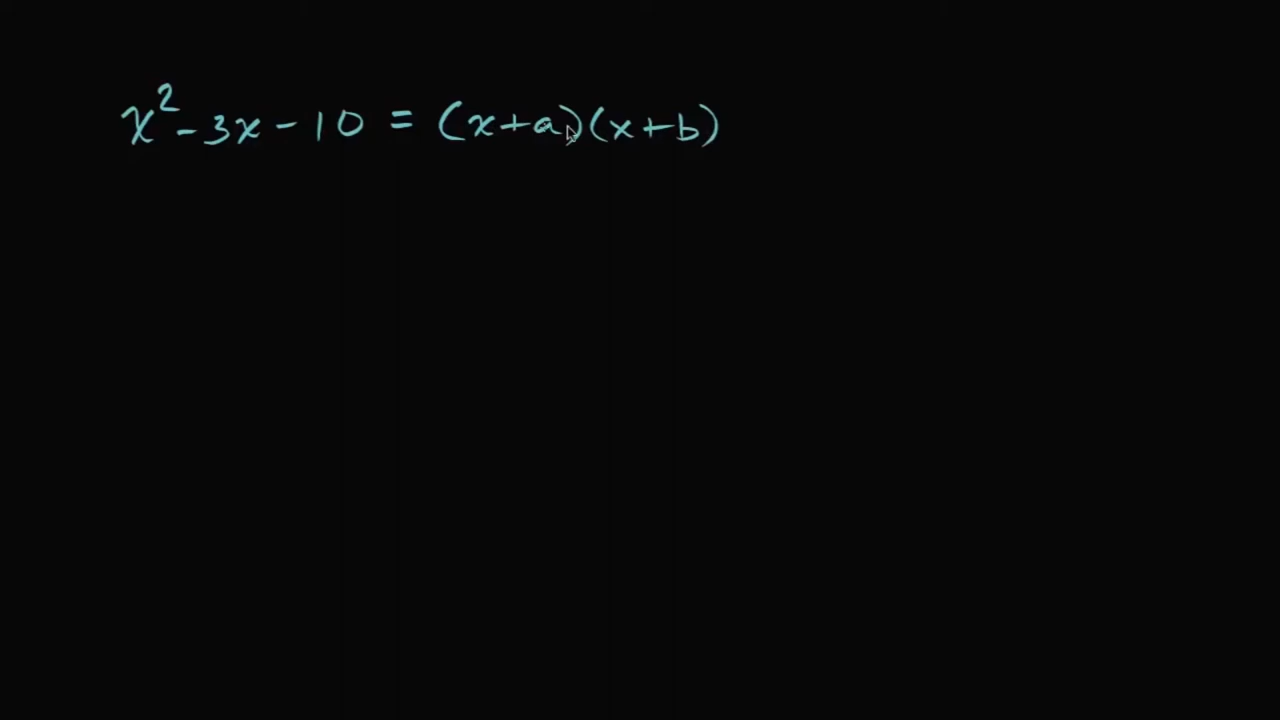 x² - 3x - 10 = (x+a)(x+b)